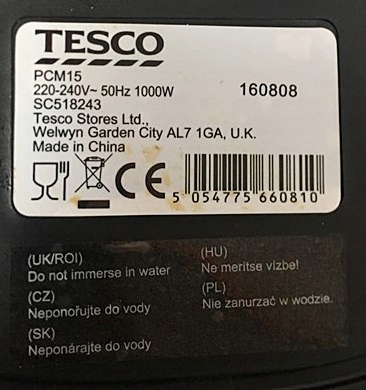 TESCO
PCM15
220-240V~ 50Hz 1000W
160808
SC518243
Tesco Stores Ltd.,
Welwyn Garden City AL7 1GA, U.K.
Made in China
CE
5 054775 660810
(UK/ROI)
Do not immerse in water
(CZ)
Neponořujte do vody
(SK)
Neponárajte do vody
(HU)
Ne meritse vízbe!
(PL)
Nie zanurzać w wodzie.